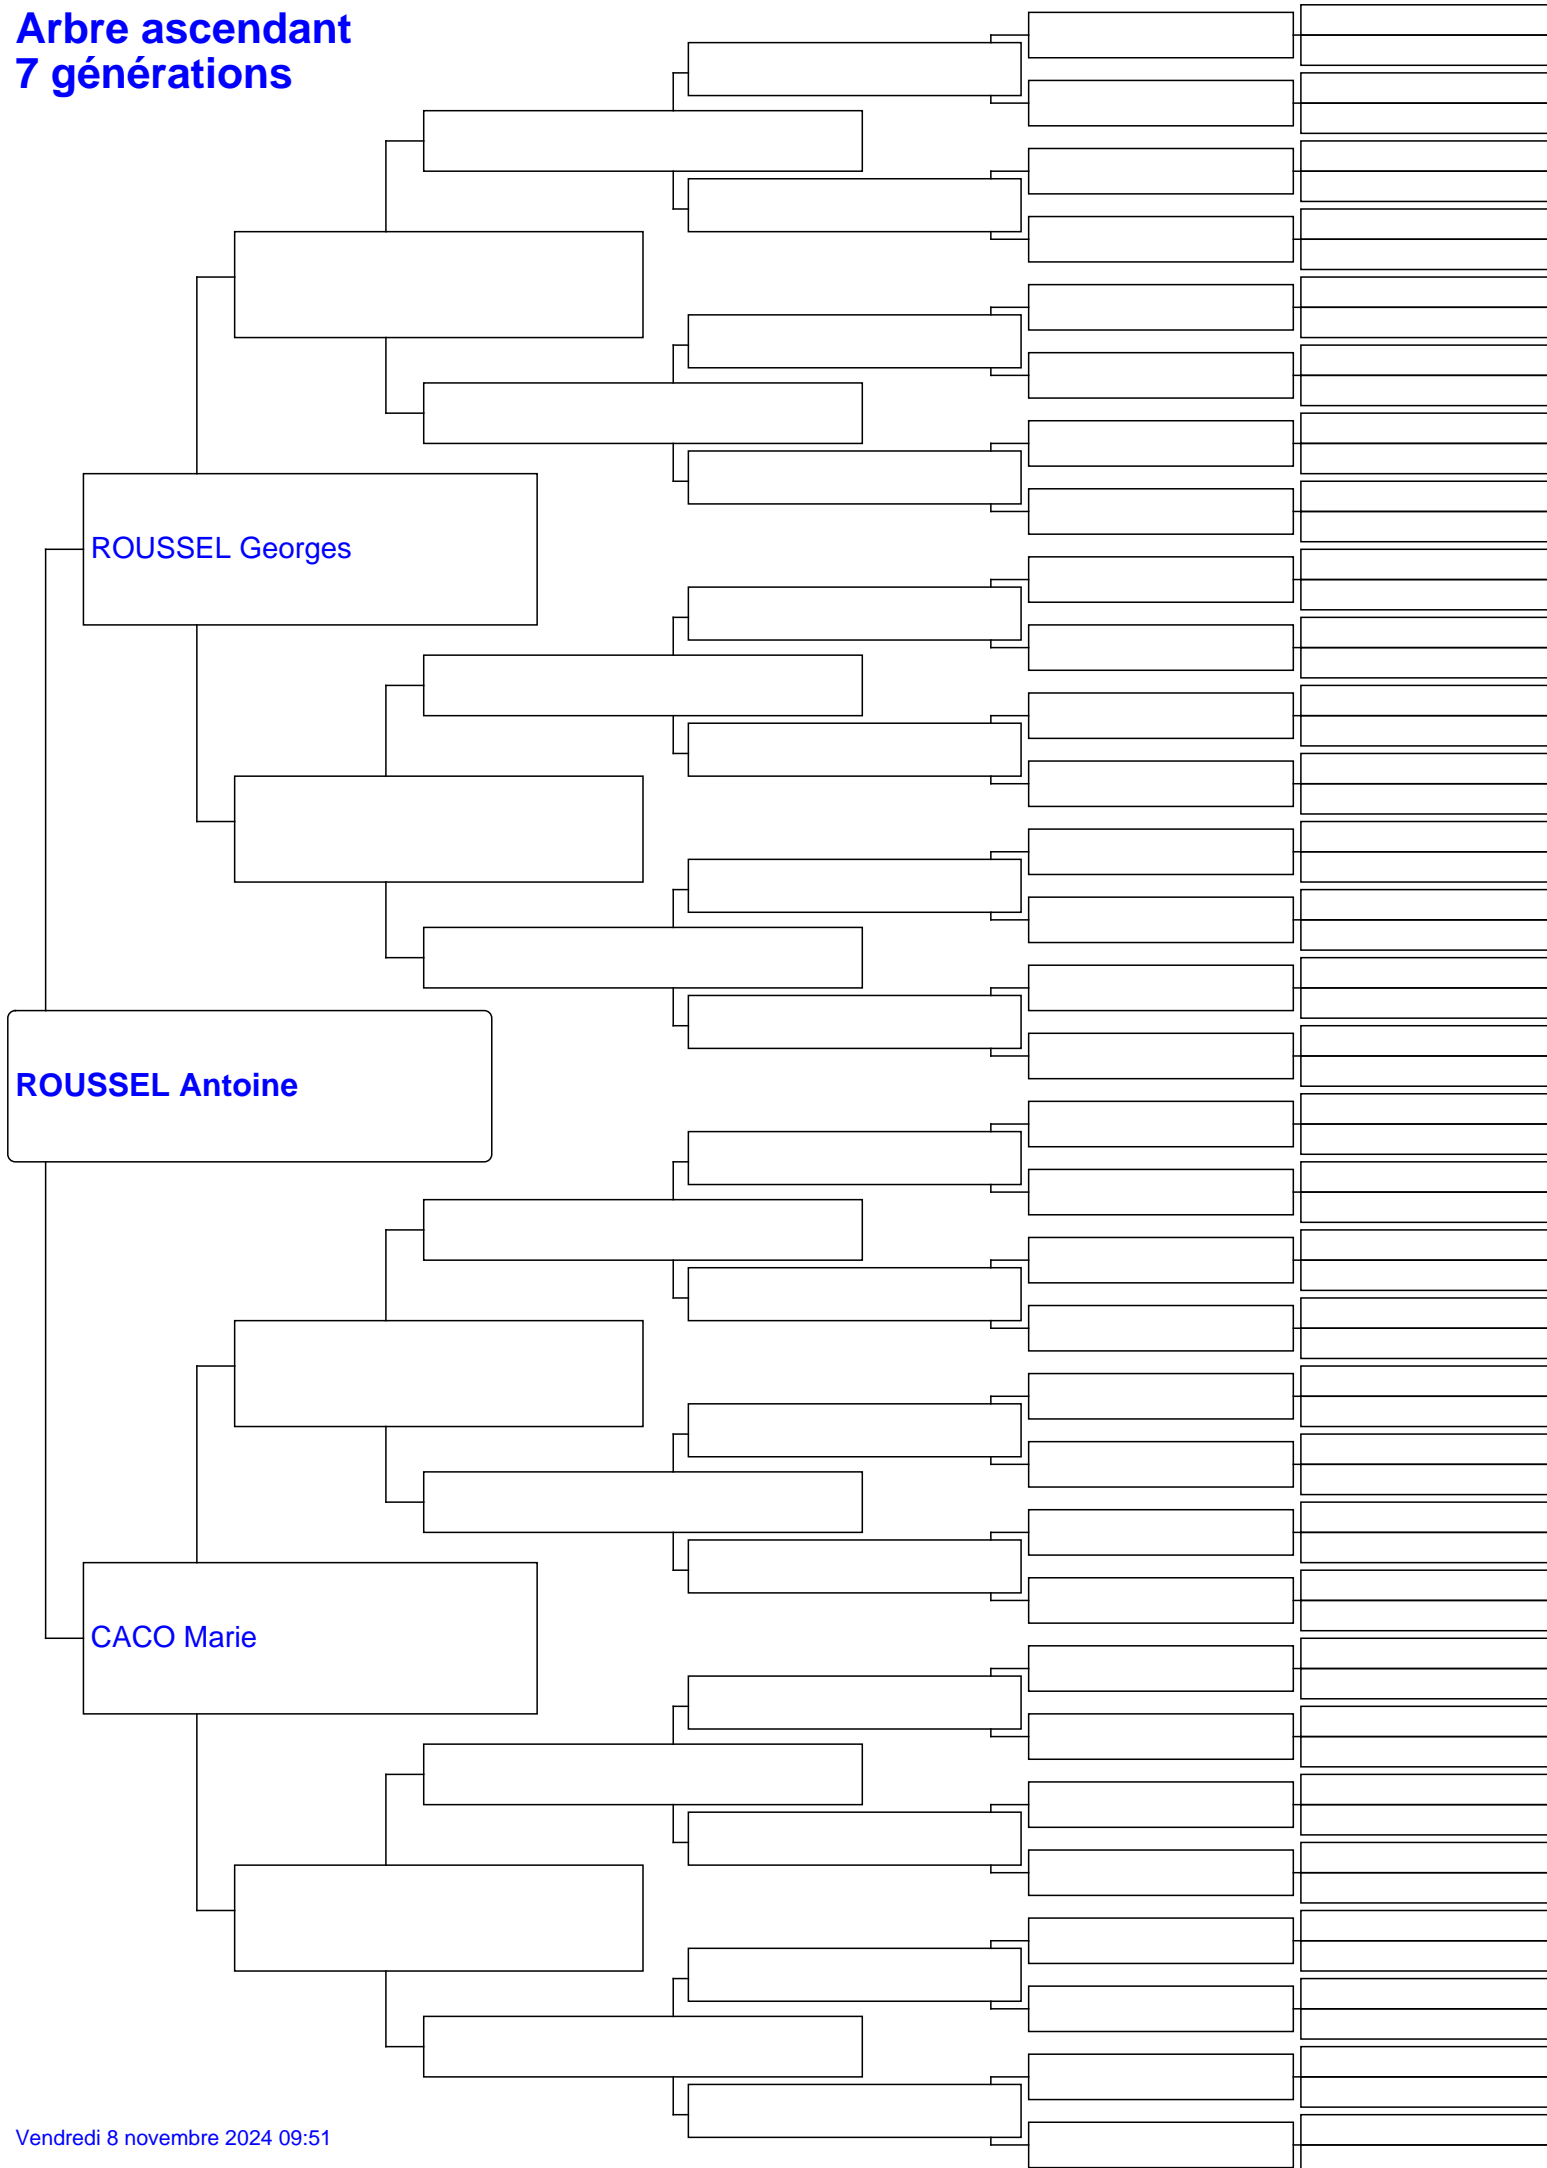 Arbre ascendant
7 générations
ROUSSEL Georges
ROUSSEL Antoine
CACO Marie
Vendredi 8 novembre 2024 09:51